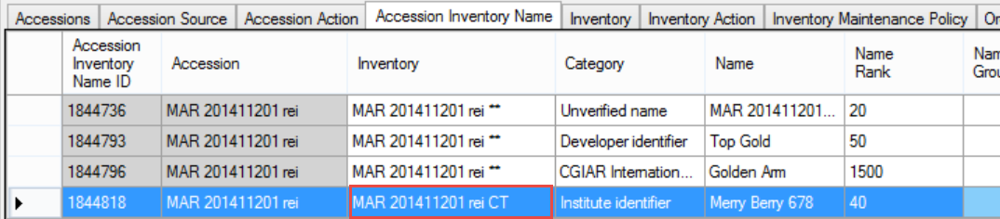 Accessions Accession Source Accession Action Accession Inventory Name Inventory Inventory Action Inventory Maintenance Policy
Accession Inventory Name ID Accession Inventory Category Name Name Rank
1844736 MAR 201411201 rei MAR 201411201 rei ** Unverified name MAR 201411201... 20
1844793 MAR 201411201 rei MAR 201411201 rei ** Developer identifier Top Gold 50
1844796 MAR 201411201 rei MAR 201411201 rei ** CGIAR Internation... Golden Arm 1500
1844818 MAR 201411201 rei MAR 201411201 rei CT Institute identifier Merry Berry 678 40